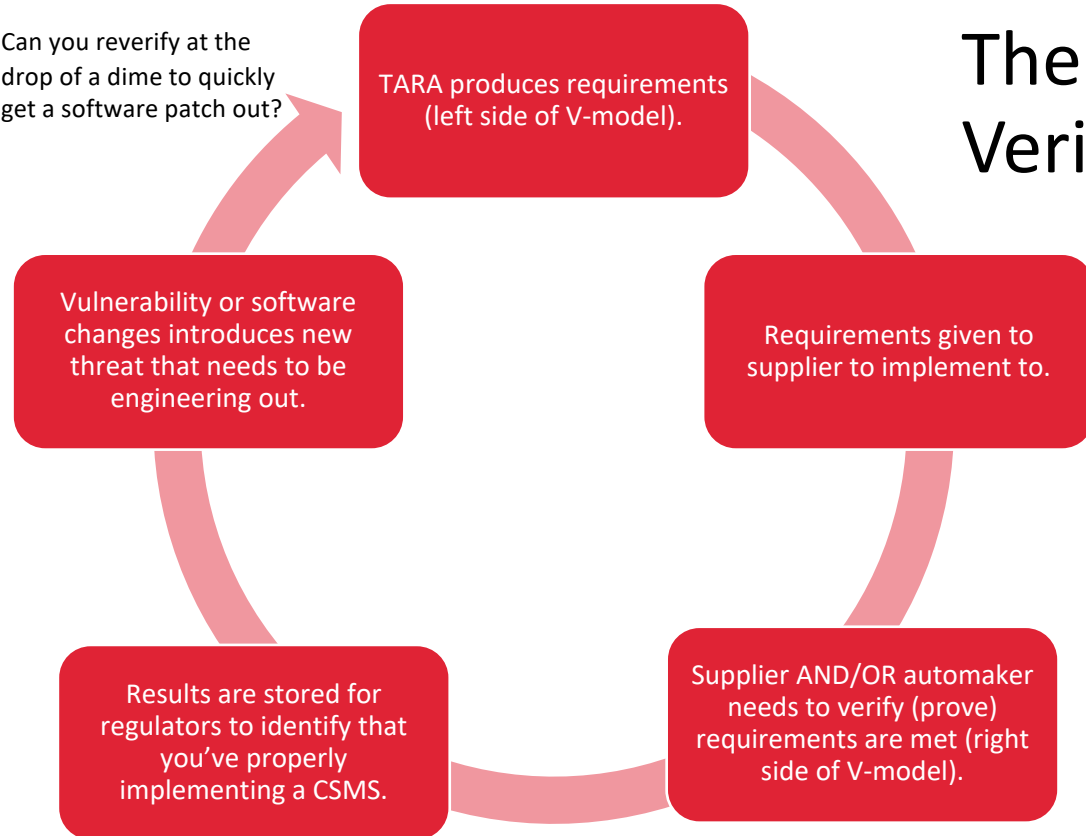 Can you reverify at the
drop of a dime to quickly
get a software patch out?
The
Veri
TARA produces requirements
(left side of V-model).
Requirements given to
supplier to implement to.
Supplier AND/OR automaker
needs to verify (prove)
requirements are met (right
side of V-model).
Results are stored for
regulators to identify that
you’ve properly
implementing a CSMS.
Vulnerability or software
changes introduces new
threat that needs to be
engineering out.